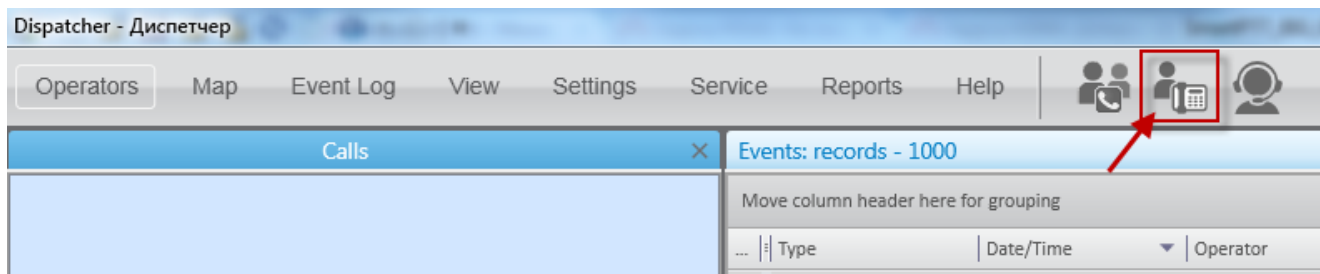 Dispatcher - Диспетчер
Operators Map Event Log View Settings Service Reports Help
Calls
Events: records - 1000
Move column header here for grouping
... Type Date/Time Operator